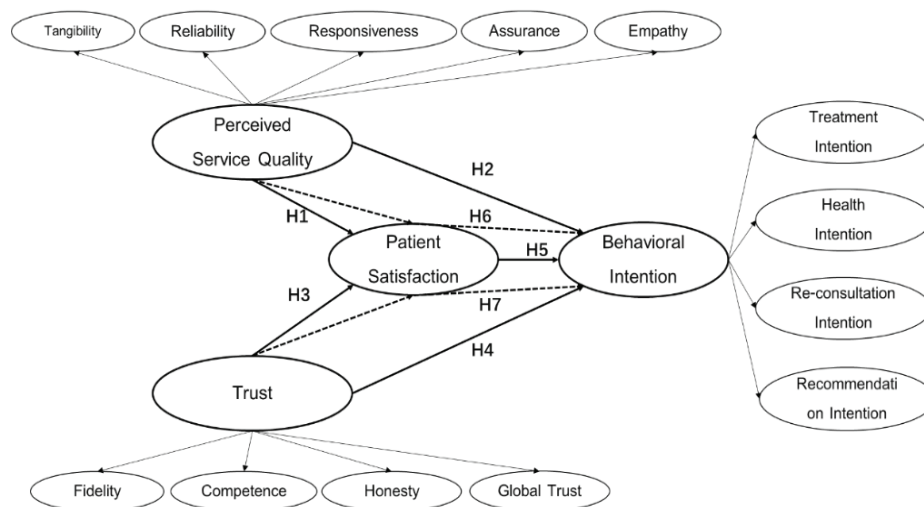 Tangibility
Reliability
Responsiveness
Assurance
Empathy
Perceived
Service Quality
Treatment
Intention
H2
H1
H6
Health
Intention
Patient
Satisfaction
H5
Behavioral
Intention
H3
H7
Re-consultation
Intention
H4
Trust
Recommendati
on Intention
Fidelity
Competence
Honesty
Global Trust